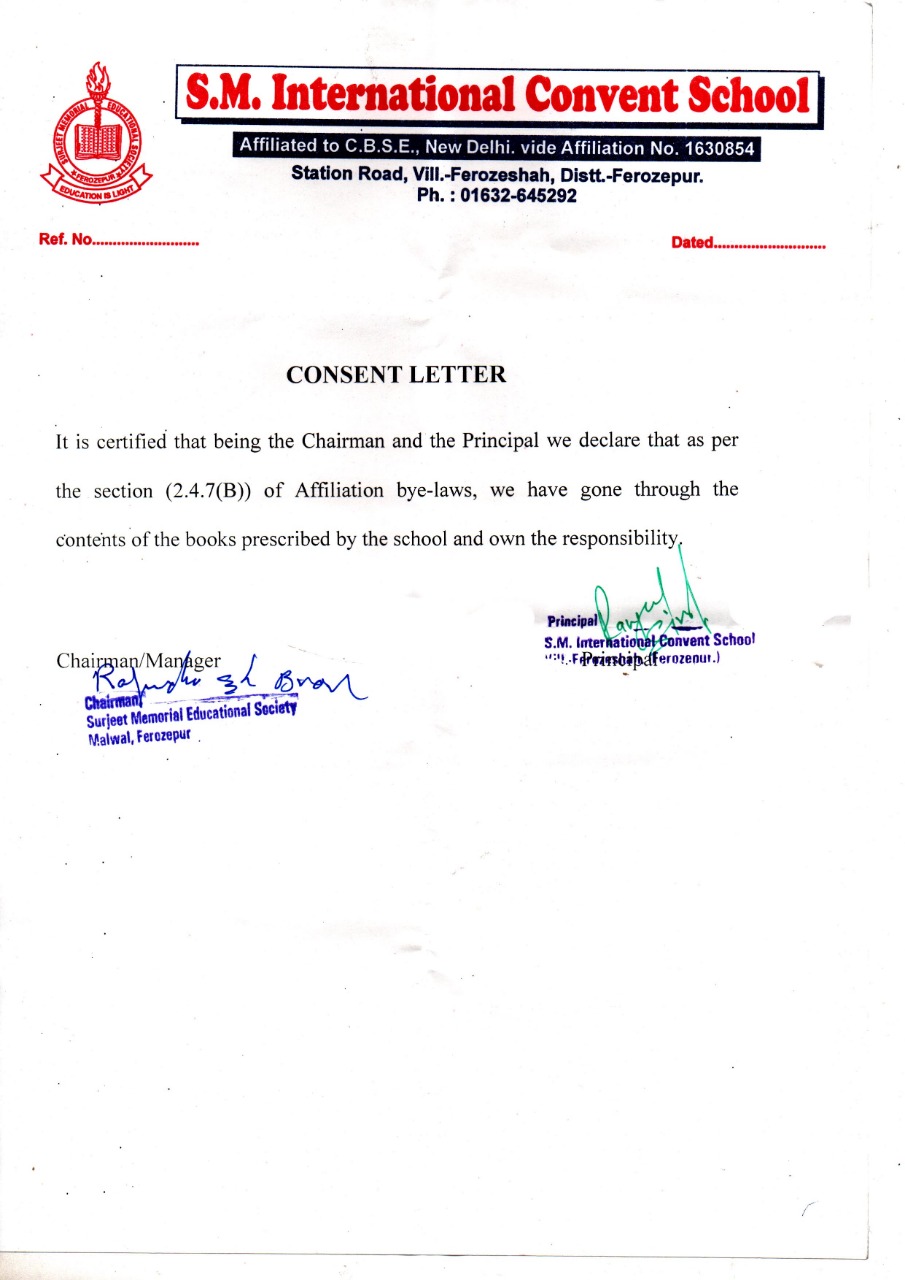 SURJEET MEMORIAL EDUCATIONAL SOCIETY
FEROZEPUR
EDUCATION IS LIGHT
S.M. International Convent School
Affiliated to C.B.S.E., New Delhi. vide Affiliation No. 1630854
Station Road, Vill.-Ferozeshah, Distt.-Ferozepur.
Ph. : 01632-645292
Ref. No..........................
Dated...........................
CONSENT LETTER
It is certified that being the Chairman and the Principal we declare that as per
the section (2.4.7(B)) of Affiliation bye-laws, we have gone through the
contents of the books prescribed by the school and own the responsibility.
Principal
S.M. International Convent School
Vill.-Ferozeshah (Ferozepur.)
Principal
Chairman/Manager
Chairman
Surjeet Memorial Educational Society
Malwal, Ferozepur